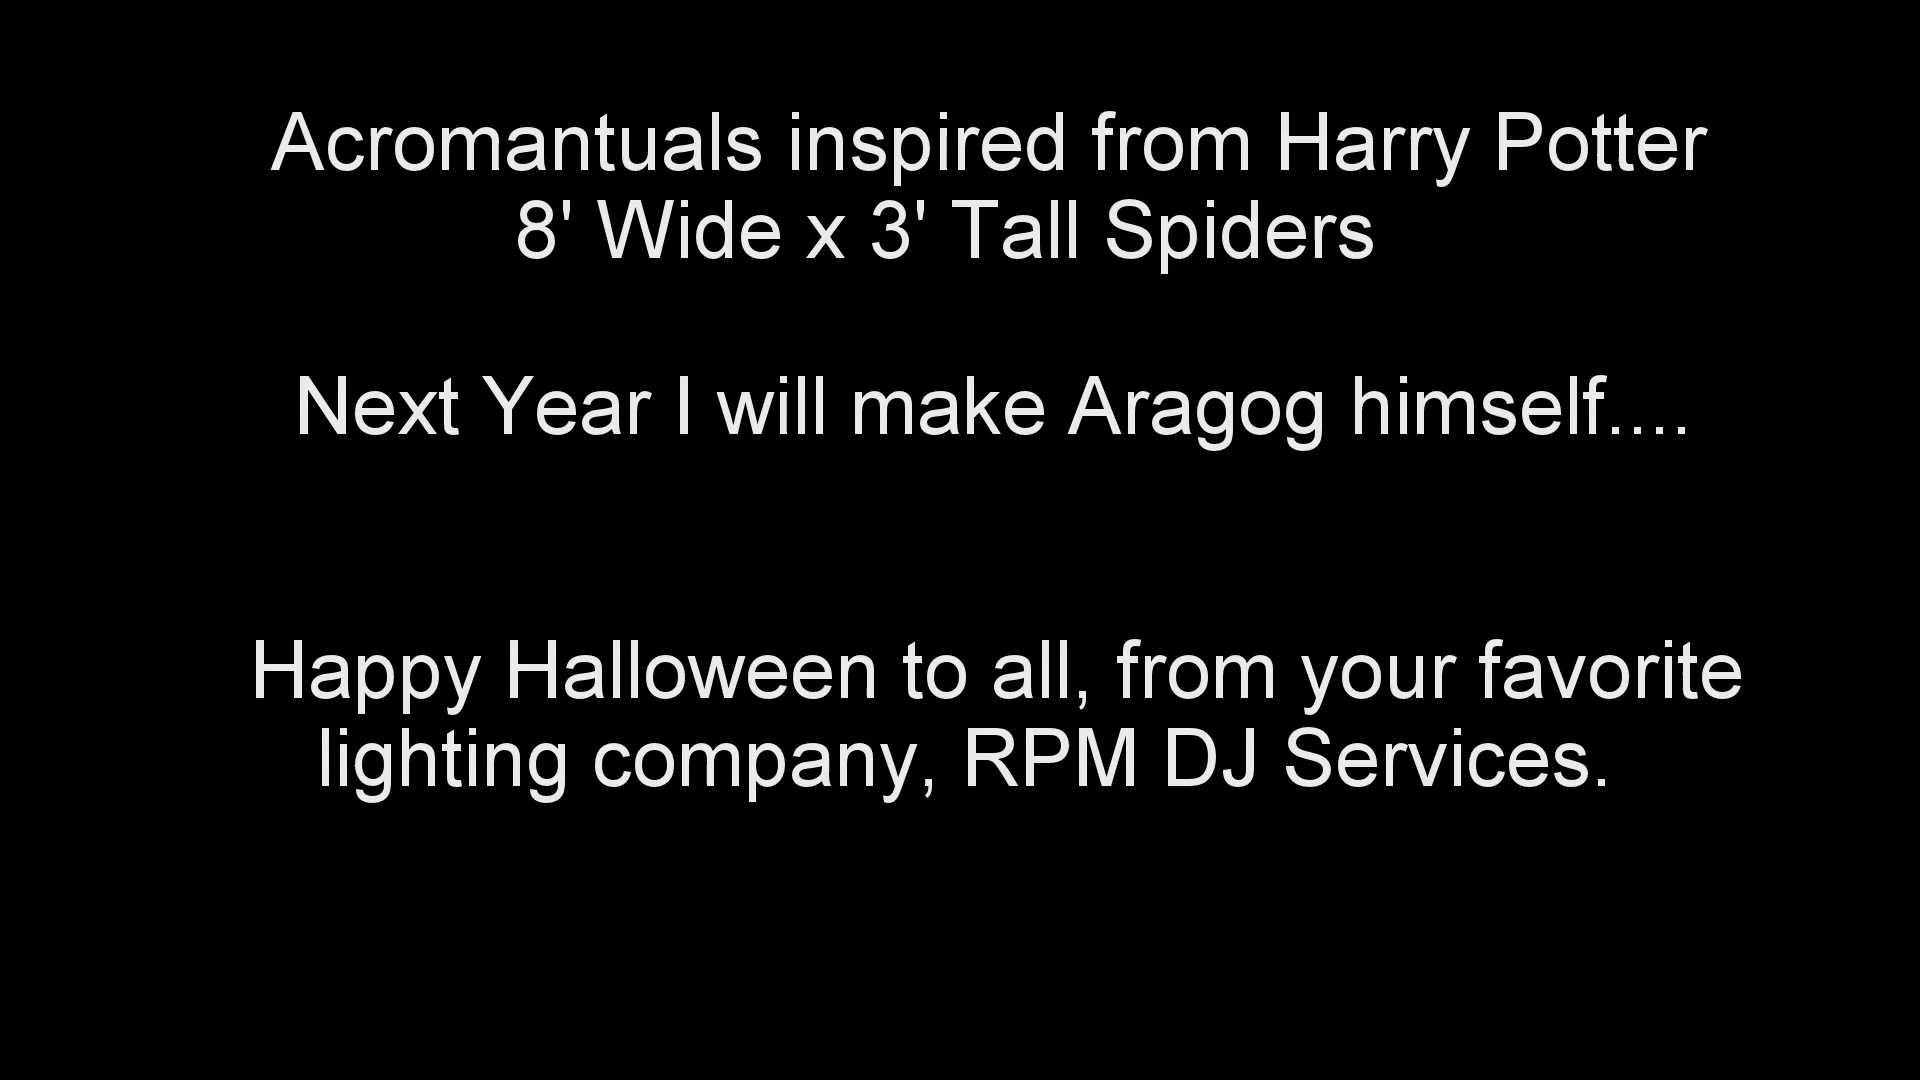 Acromantuals inspired from Harry Potter
8' Wide x 3' Tall Spiders
Next Year I will make Aragog himself....
Happy Halloween to all, from your favorite
lighting company, RPM DJ Services.